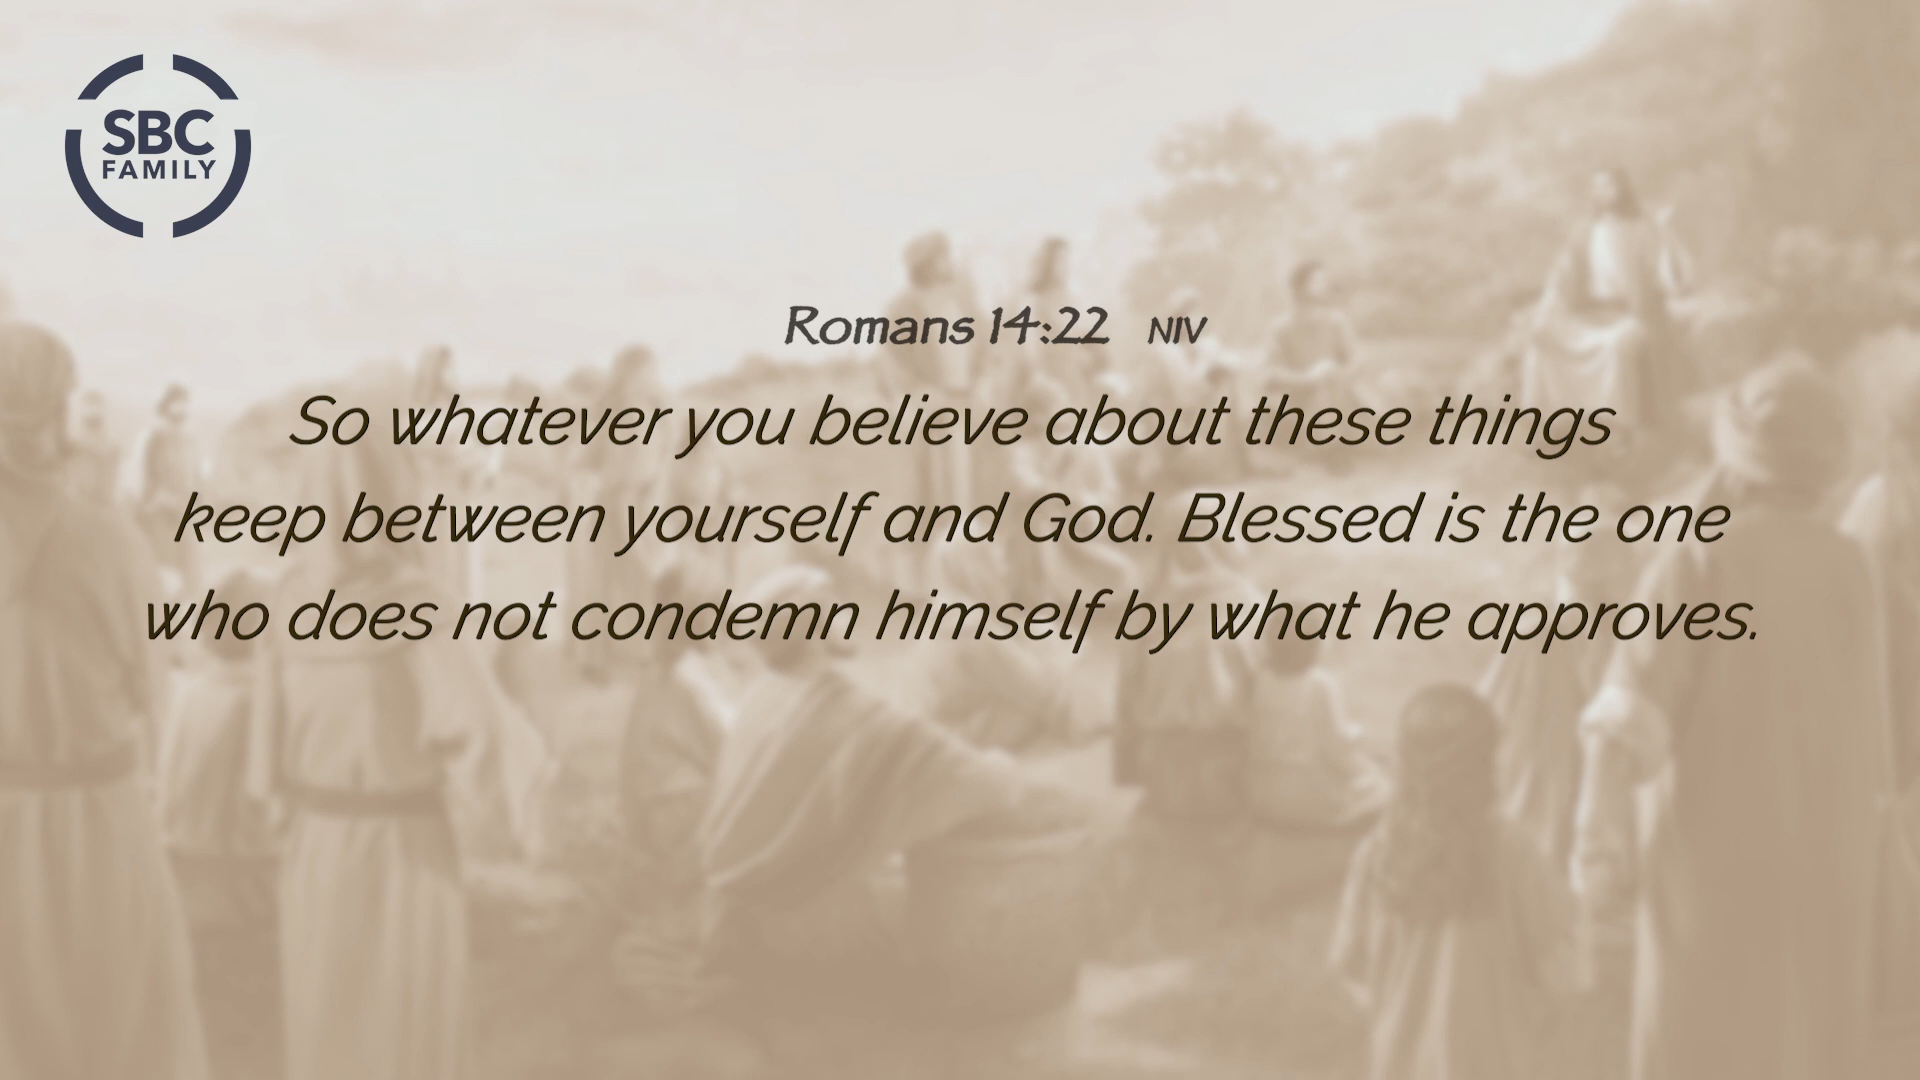 SBC
FAMILY
Romans 14:22 NIV
So whatever you believe about these things
keep between yourself and God. Blessed is the one
who does not condemn himself by what he approves.